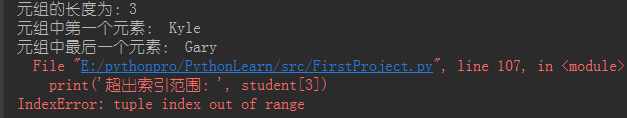 元组的长度为: 3
元组中第一个元素:  Kyle
元组中最后一个元素:  Gary
  File "E:/pythonpro/PythonLearn/src/FirstProject.py", line 107, in <module>
    print('超出索引范围:', student[3])
IndexError: tuple index out of range